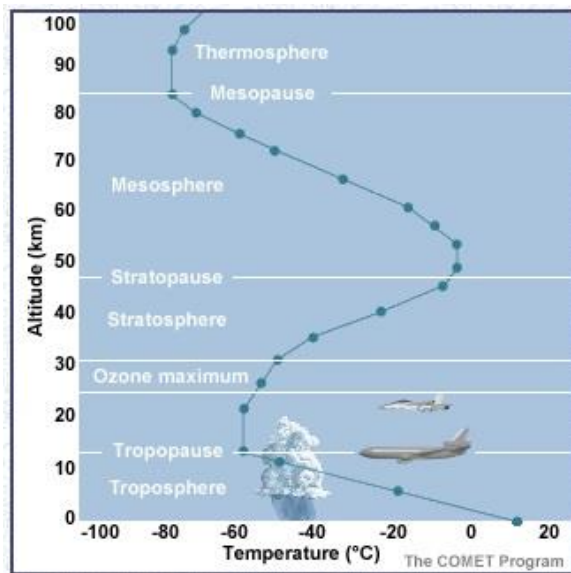 100
Thermosphere
90
Mesopause
80
70
Mesosphere
60
50
Stratopause
40
Stratosphere
30
Ozone maximum
20
Tropopause
10
Troposphere
0
Altitude (km)
-100 -80 -60 -40 -20 0 20
Temperature (°C)
The COMET Program